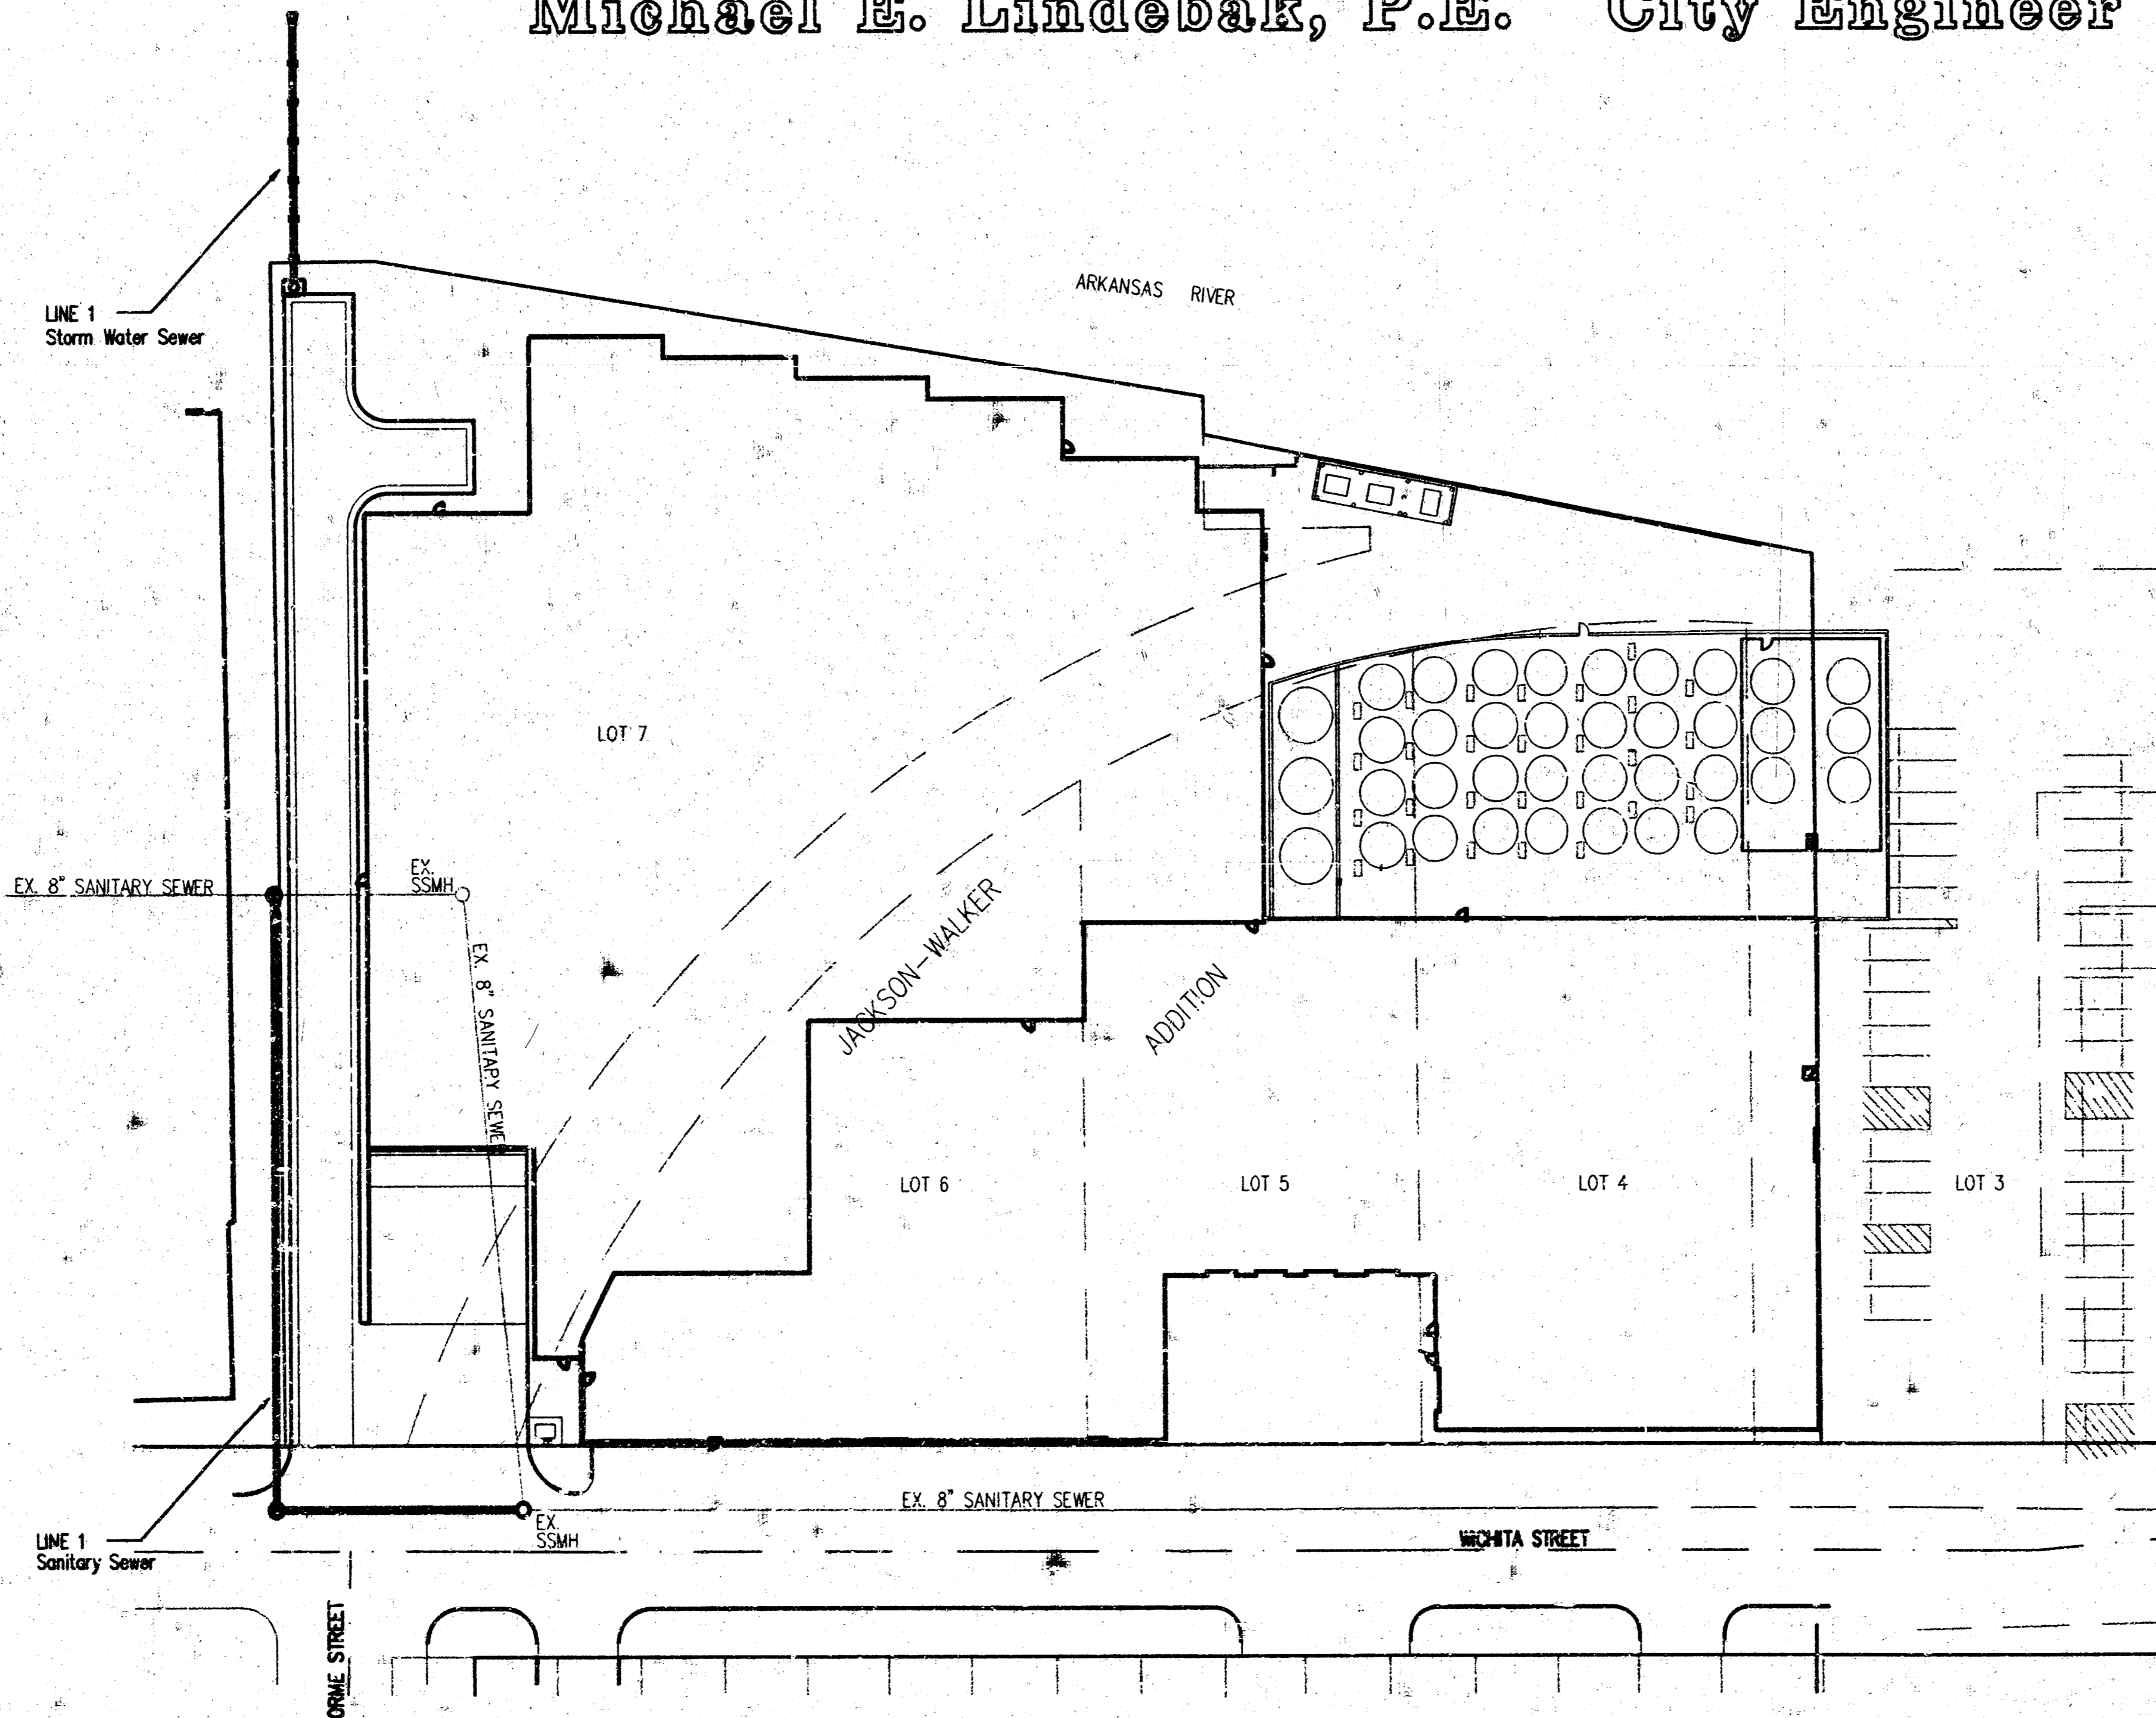 Michael E. Lindebak, P.E. City Engineer
LINE 1
Storm Water Sewer
ARKANSAS RIVER
LOT 7
EX. 8" SANITARY SEWER
EX.
SSMH
EX. 8" SANITARY SEWER
JACKSON-WALKER
ADDITION
LOT 6
LOT 5
LOT 4
LOT 3
EX. 8" SANITARY SEWER
EX.
SSMH
WICHITA STREET
LINE 1
Sanitary Sewer
ORME STREET